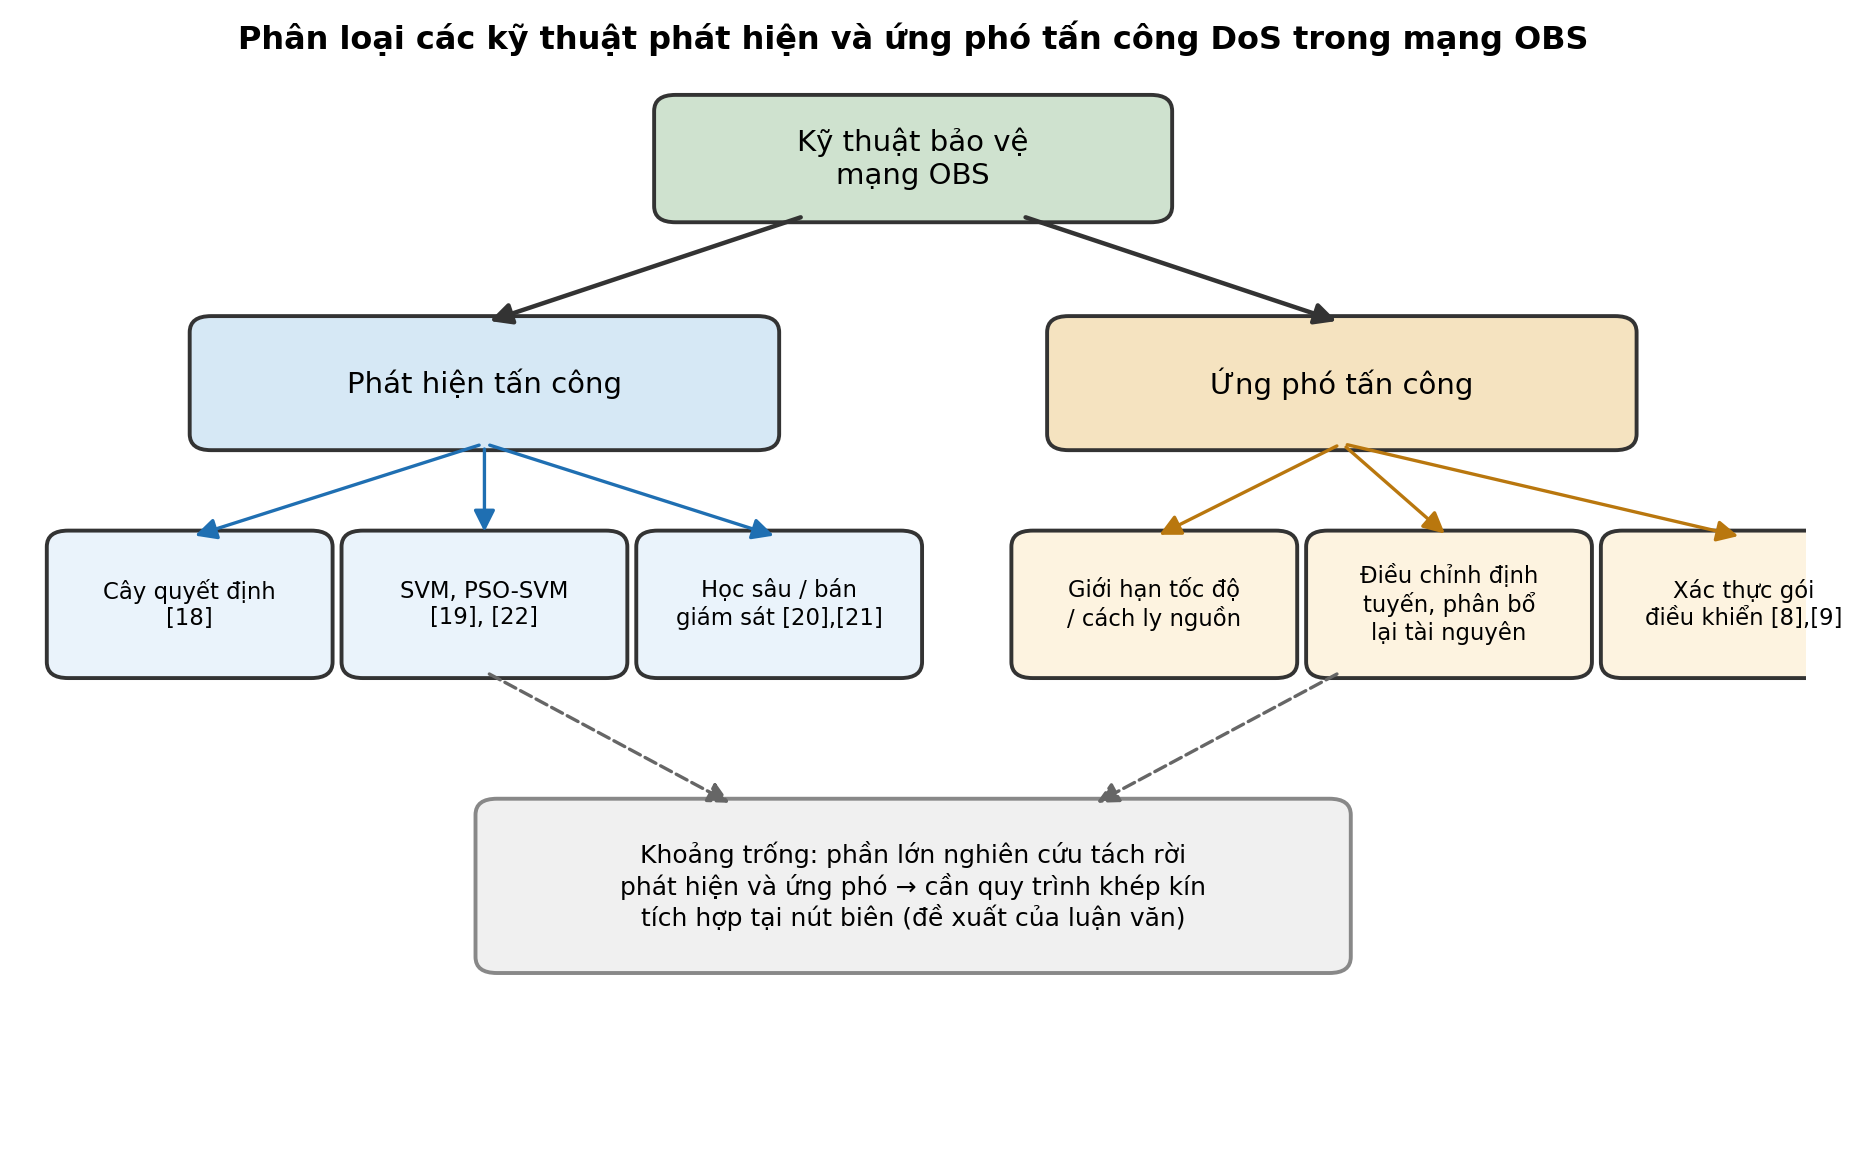 Phân loại các kỹ thuật phát hiện và ứng phó tấn công DoS trong mạng OBS
Kỹ thuật bảo vệ
mạng OBS
Phát hiện tấn công
Ứng phó tấn công
Cây quyết định
[18]
SVM, PSO-SVM
[19], [22]
Học sâu / bán
giám sát [20],[21]
Giới hạn tốc độ
/ cách ly nguồn
Điều chỉnh định
tuyến, phân bổ
lại tài nguyên
Xác thực gói
điều khiển [8],[9]
Khoảng trống: phần lớn nghiên cứu tách rời
phát hiện và ứng phó → cần quy trình khép kín
tích hợp tại nút biên (đề xuất của luận văn)